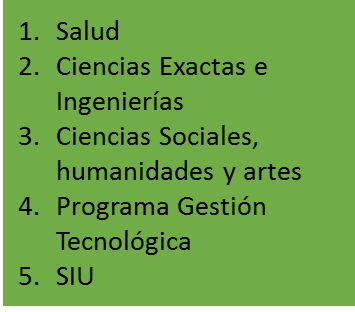 1. Salud
2. Ciencias Exactas e
Ingenierías
3. Ciencias Sociales,
humanidades y artes
4. Programa Gestión
Tecnológica
5. SIU